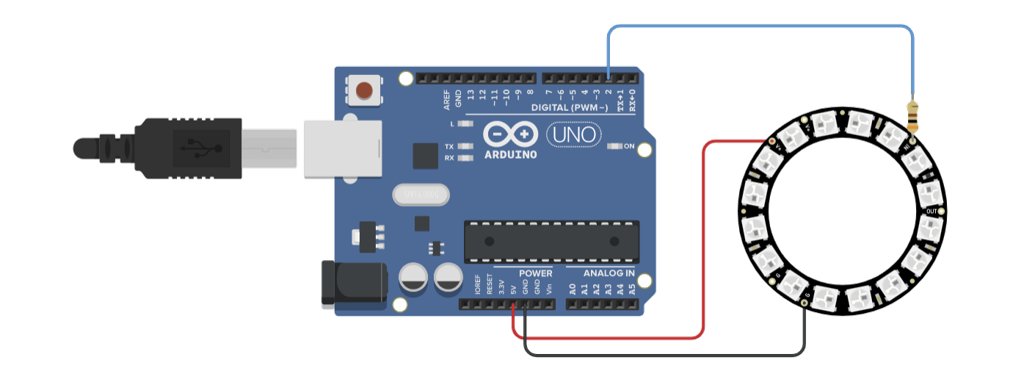 AREF
GND
13
12
~11
~10
~9
8
7
~6
~5
4
~3
2
TX→1
RX←0
DIGITAL (PWM~)
L
TX
RX
UNO
ARDUINO
ON
POWER
ANALOG IN
IOREF
RESET
3.3V
5V
GND
GND
Vin
A0
A1
A2
A3
A4
A5
OUT